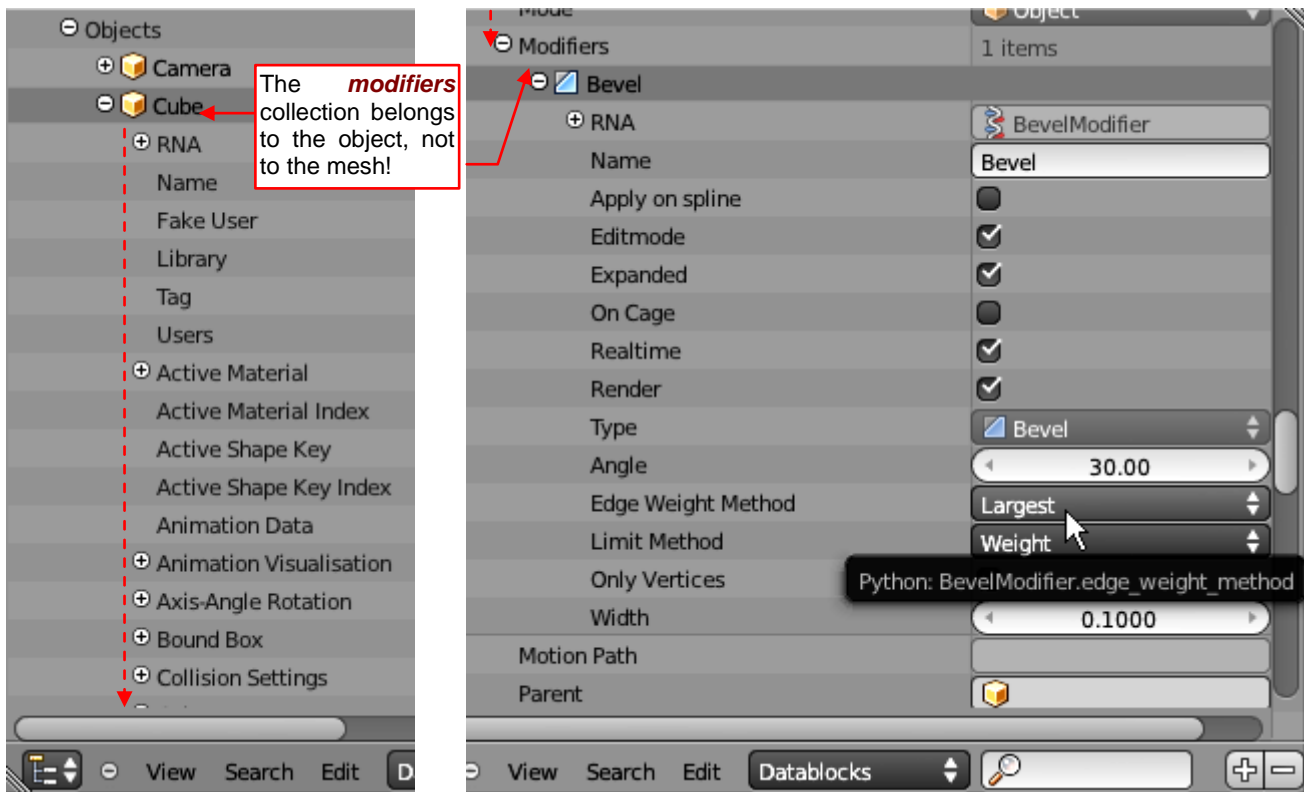 Objects
Camera
Cube
The modifiers
collection belongs
to the object, not
to the mesh!
RNA
Name
Fake User
Library
Tag
Users
Active Material
Active Material Index
Active Shape Key
Active Shape Key Index
Animation Data
Animation Visualisation
Axis-Angle Rotation
Bound Box
Collision Settings
View Search Edit D
Mode Object
Modifiers 1 items
Bevel
RNA BevelModifier
Name Bevel
Apply on spline
Editmode
Expanded
On Cage
Realtime
Render
Type Bevel
Angle 30.00
Edge Weight Method Largest
Limit Method Weight
Only Vertices
Python: BevelModifier.edge_weight_method
Width 0.1000
Motion Path
Parent
View Search Edit Datablocks